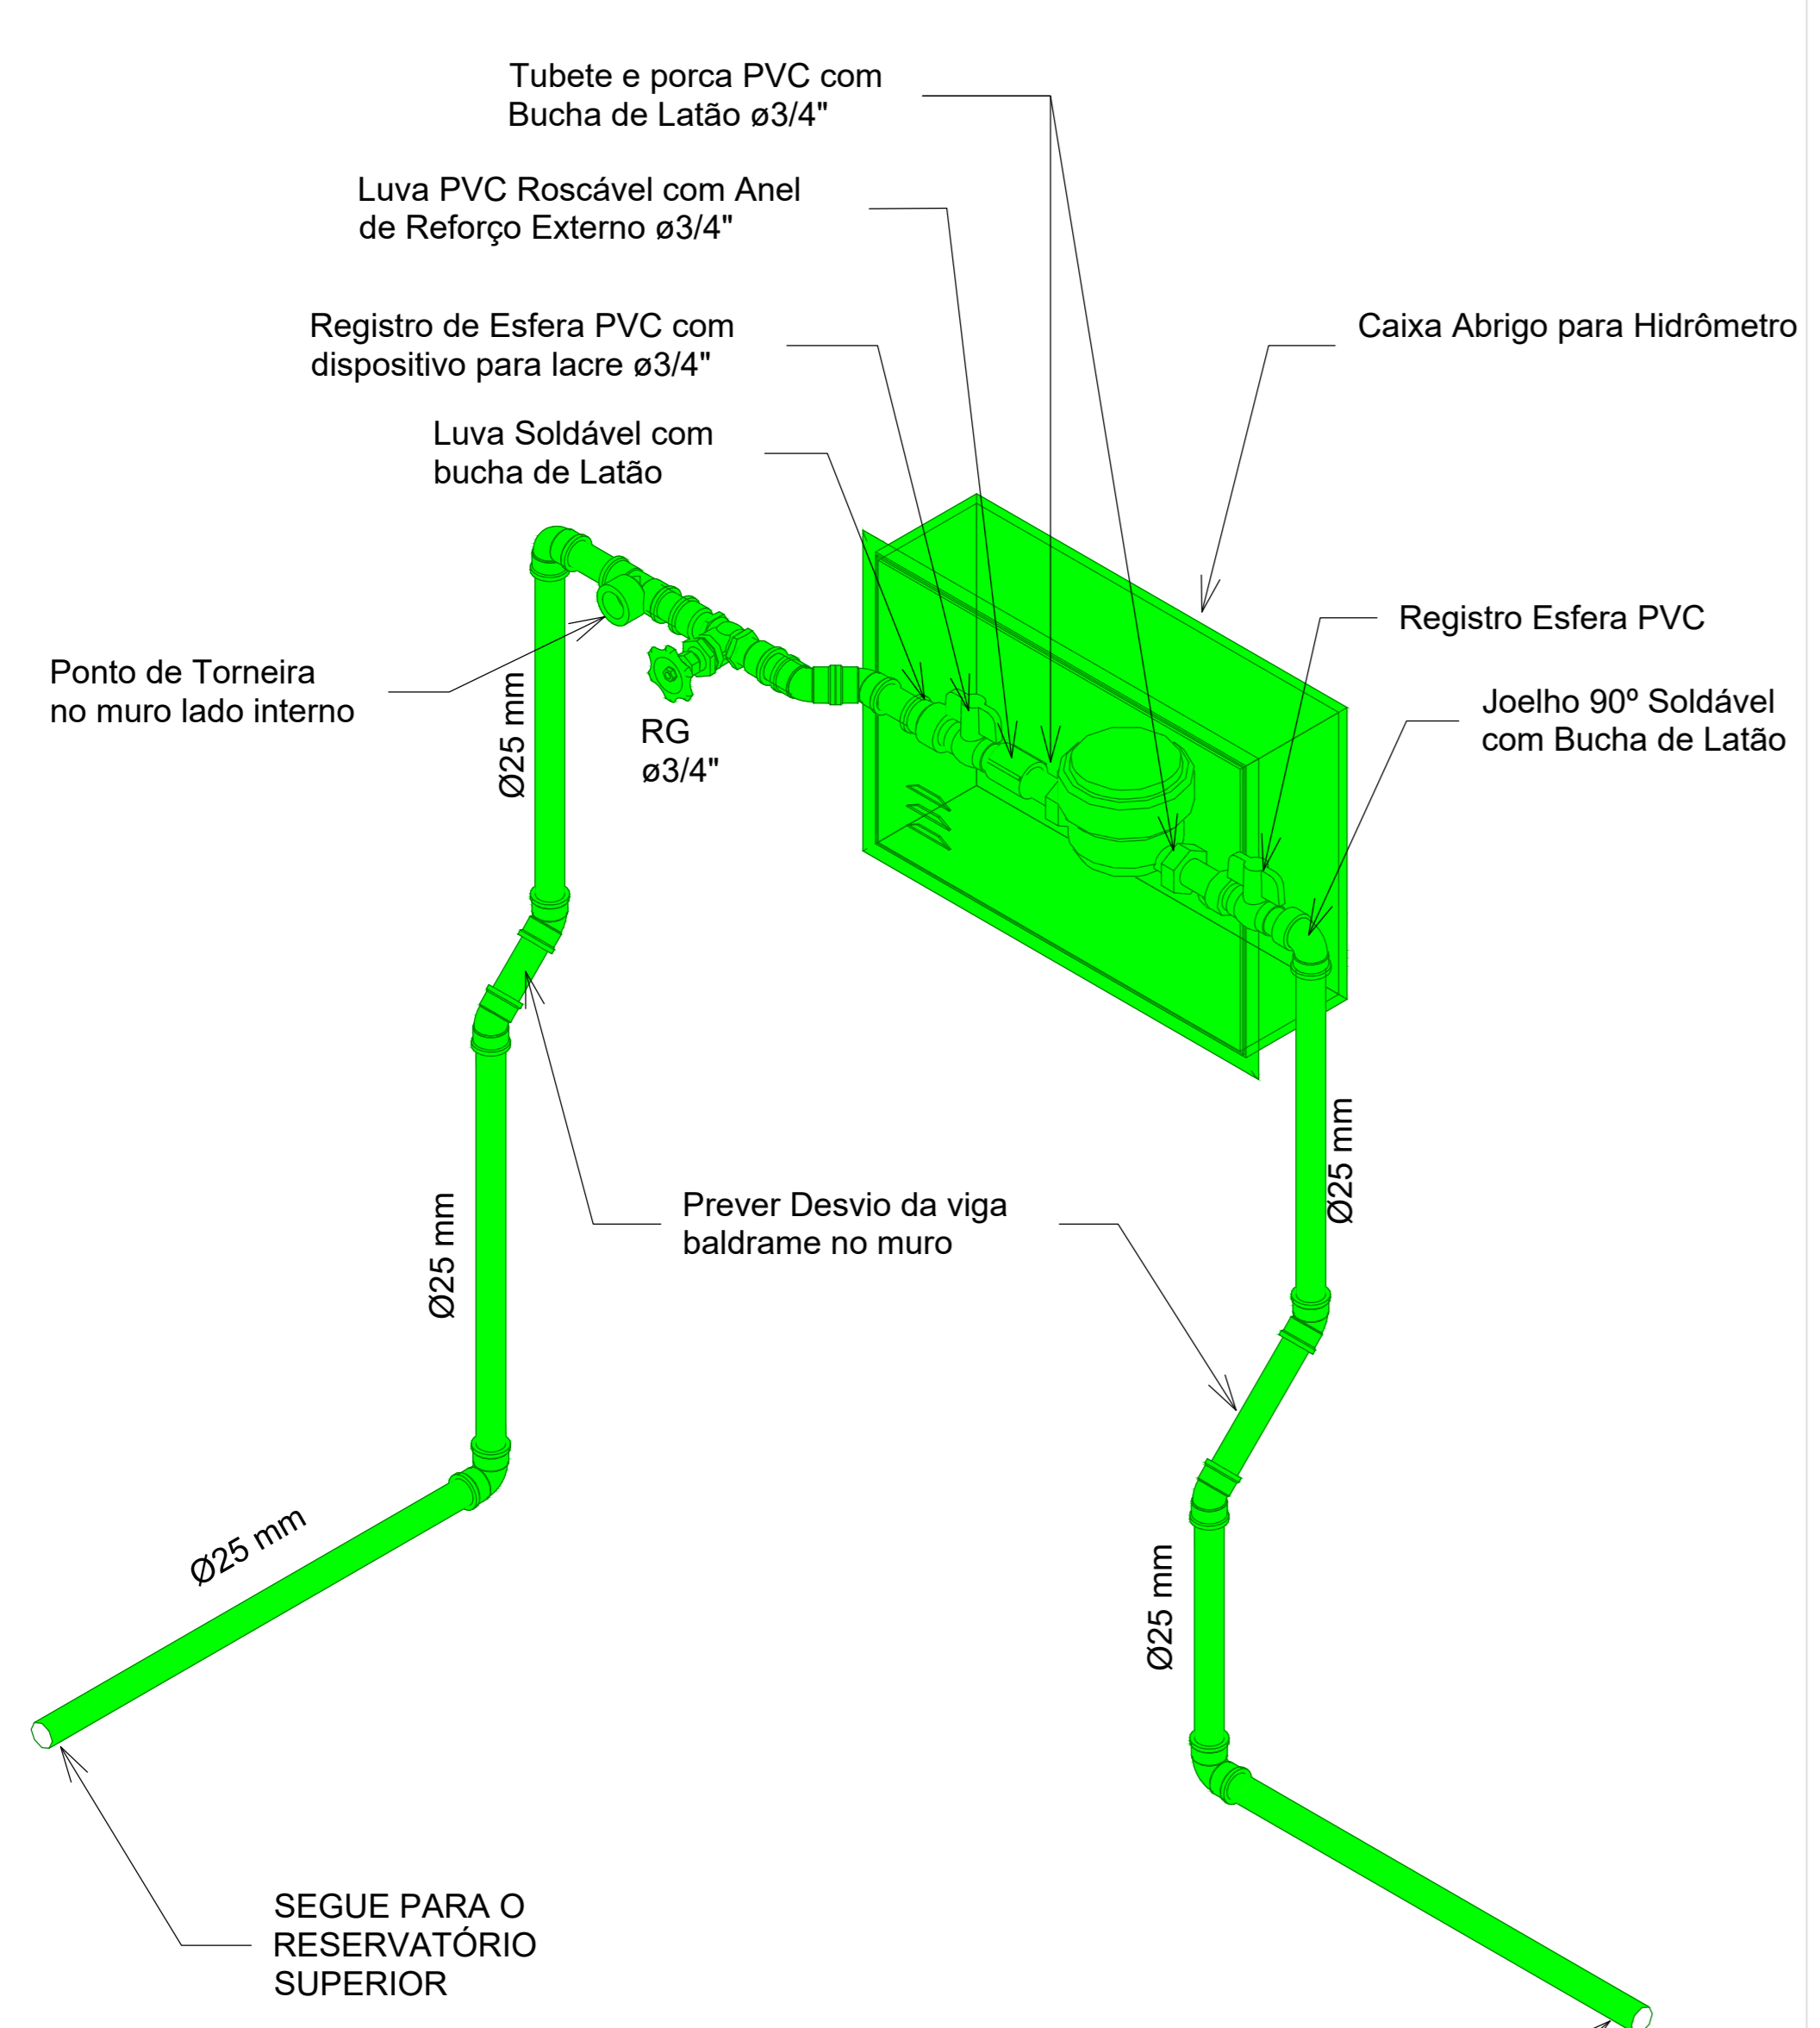 Tubete e porca PVC com
Bucha de Latão ø3/4"
Luva PVC Roscável com Anel
de Reforço Externo ø3/4"
Registro de Esfera PVC com
dispositivo para lacre ø3/4"
Caixa Abrigo para Hidrômetro
Luva Soldável com
bucha de Latão
Registro Esfera PVC
Ponto de Torneira
no muro lado interno
Joelho 90º Soldável
com Bucha de Latão
RG
ø3/4"
Ø25 mm
Ø25 mm
Ø25 mm
Prever Desvio da viga
baldrame no muro
Ø25 mm
Ø25 mm
SEGUE PARA O
RESERVATÓRIO
SUPERIOR